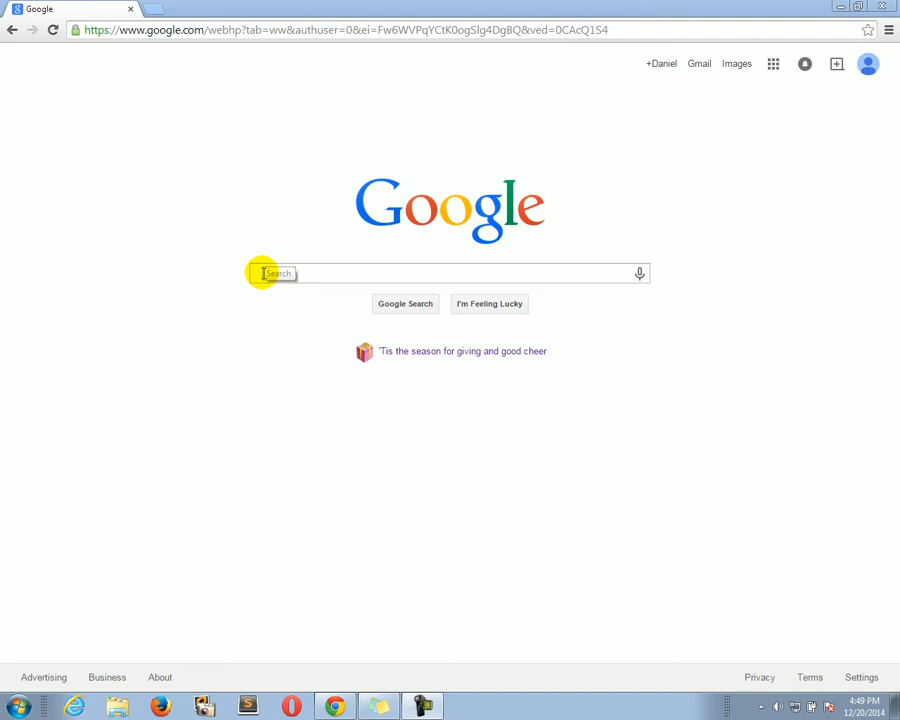 Google
https://www.google.com/webhp?tab=ww&authuser=0&ei=Fw6WVPqYCtK0ogSlg4DgBQ&ved=0CAcQ1S4
+Daniel Gmail Images
Google
Search
Google Search I'm Feeling Lucky
'Tis the season for giving and good cheer
Advertising Business About Privacy Terms Settings
4:49 PM
12/20/2014